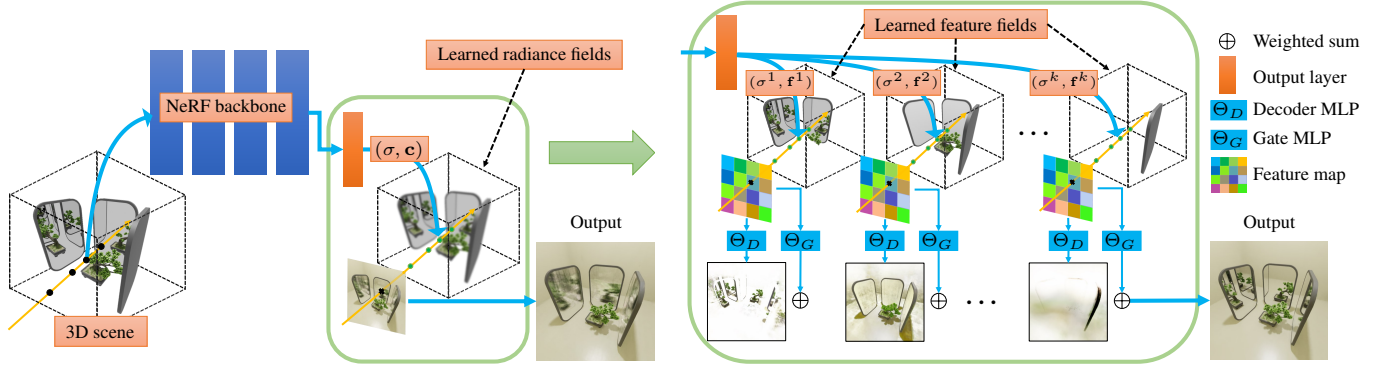 NeRF backbone
3D scene
Learned radiance fields
(σ, c)
Output
Learned feature fields
(σ¹, f¹)
(σ², f²)
(σᵏ, fᵏ)
Θ_D
Θ_G
Θ_D
Θ_G
Θ_D
Θ_G
Weighted sum
Output layer
Θ_D Decoder MLP
Θ_G Gate MLP
Feature map
Output